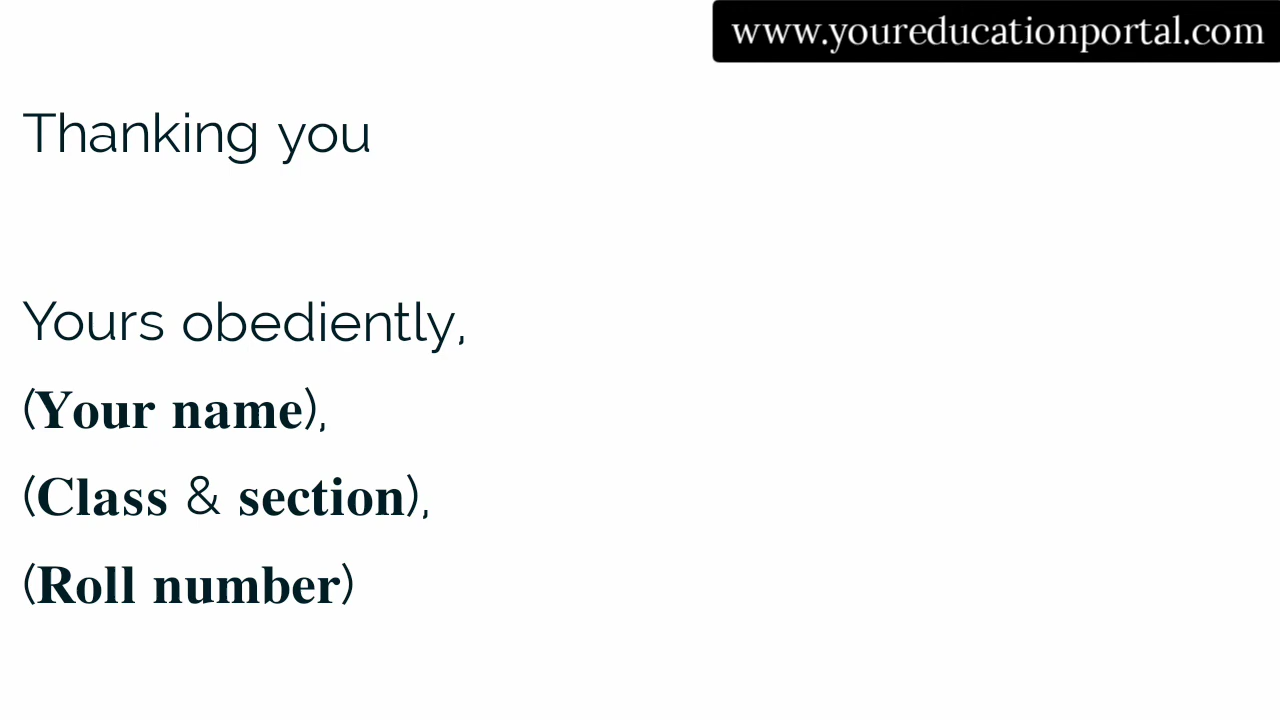 www.youreducationportal.com
Thanking you
Yours obediently,
(Your name),
(Class & section),
(Roll number)